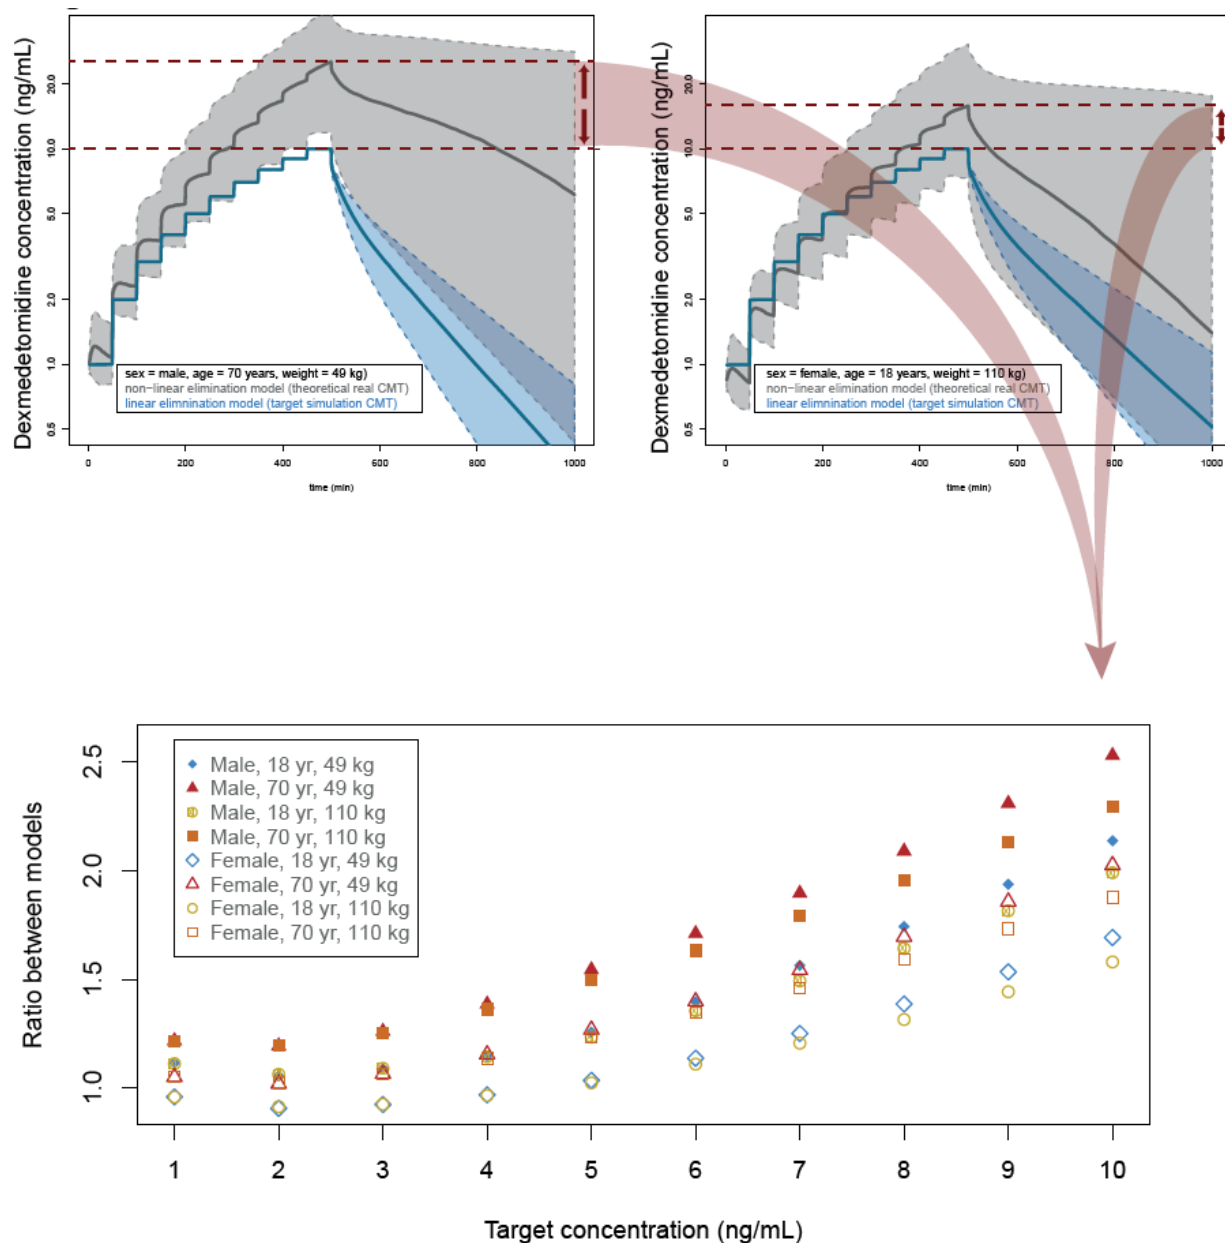 Dexmedetomidine concentration (ng/mL)
20.0
10.0
5.0
2.0
1.0
0.5
sex = male, age = 70 years, weight = 49 kg)
non−linear elimination model (theoretical real CMT)
linear elimnination model (target simulation CMT)
0 200 400 600 800 1000
time (min)
Dexmedetomidine concentration (ng/mL)
20.0
10.0
5.0
2.0
1.0
0.5
sex = female, age = 18 years, weight = 110 kg)
non−linear elimination model (theoretical real CMT)
linear elimnination model (target simulation CMT)
0 200 400 600 800 1000
time (min)
Ratio between models
2.5
2.0
1.5
1.0
Male, 18 yr, 49 kg
Male, 70 yr, 49 kg
Male, 18 yr, 110 kg
Male, 70 yr, 110 kg
Female, 18 yr, 49 kg
Female, 70 yr, 49 kg
Female, 18 yr, 110 kg
Female, 70 yr, 110 kg
1 2 3 4 5 6 7 8 9 10
Target concentration (ng/mL)